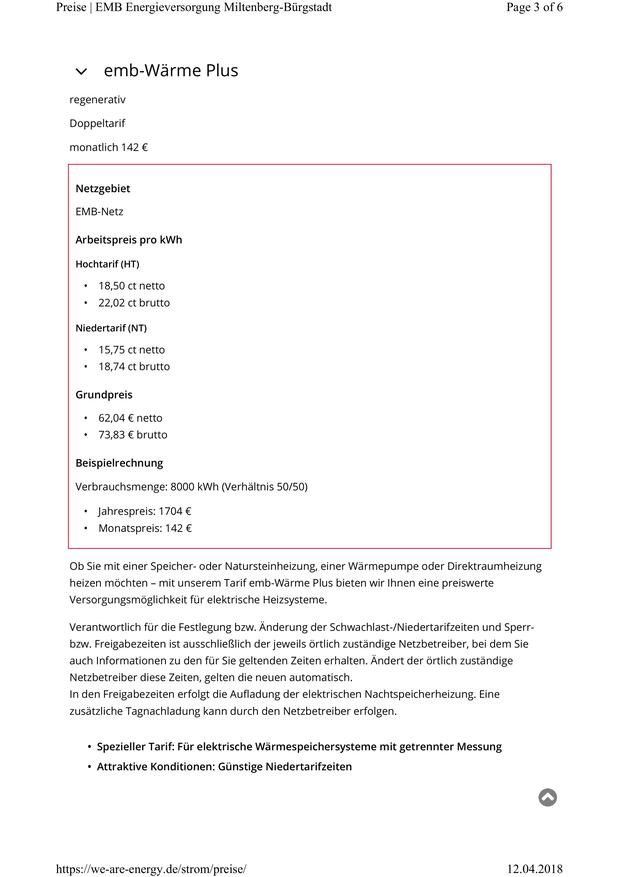 Preise | EMB Energieversorgung Miltenberg-Bürgstadt
Page 3 of 6
emb-Wärme Plus
regenerativ
Doppeltarif
monatlich 142 €
Netzgebiet
EMB-Netz
Arbeitspreis pro kWh
Hochtarif (HT)
• 18,50 ct netto
• 22,02 ct brutto
Niedertarif (NT)
• 15,75 ct netto
• 18,74 ct brutto
Grundpreis
• 62,04 € netto
• 73,83 € brutto
Beispielrechnung
Verbrauchsmenge: 8000 kWh (Verhältnis 50/50)
• Jahrespreis: 1704 €
• Monatspreis: 142 €
Ob Sie mit einer Speicher- oder Natursteinheizung, einer Wärmepumpe oder Direktraumheizung
heizen möchten – mit unserem Tarif emb-Wärme Plus bieten wir Ihnen eine preiswerte
Versorgungsmöglichkeit für elektrische Heizsysteme.
Verantwortlich für die Festlegung bzw. Änderung der Schwachlast-/Niedertarifzeiten und Sperr-
bzw. Freigabezeiten ist ausschließlich der jeweils örtlich zuständige Netzbetreiber, bei dem Sie
auch Informationen zu den für Sie geltenden Zeiten erhalten. Ändert der örtlich zuständige
Netzbetreiber diese Zeiten, gelten die neuen automatisch.
In den Freigabezeiten erfolgt die Aufladung der elektrischen Nachtspeicherheizung. Eine
zusätzliche Tagnachladung kann durch den Netzbetreiber erfolgen.
• Spezieller Tarif: Für elektrische Wärmespeichersysteme mit getrennter Messung
• Attraktive Konditionen: Günstige Niedertarifzeiten
https://we-are-energy.de/strom/preise/
12.04.2018